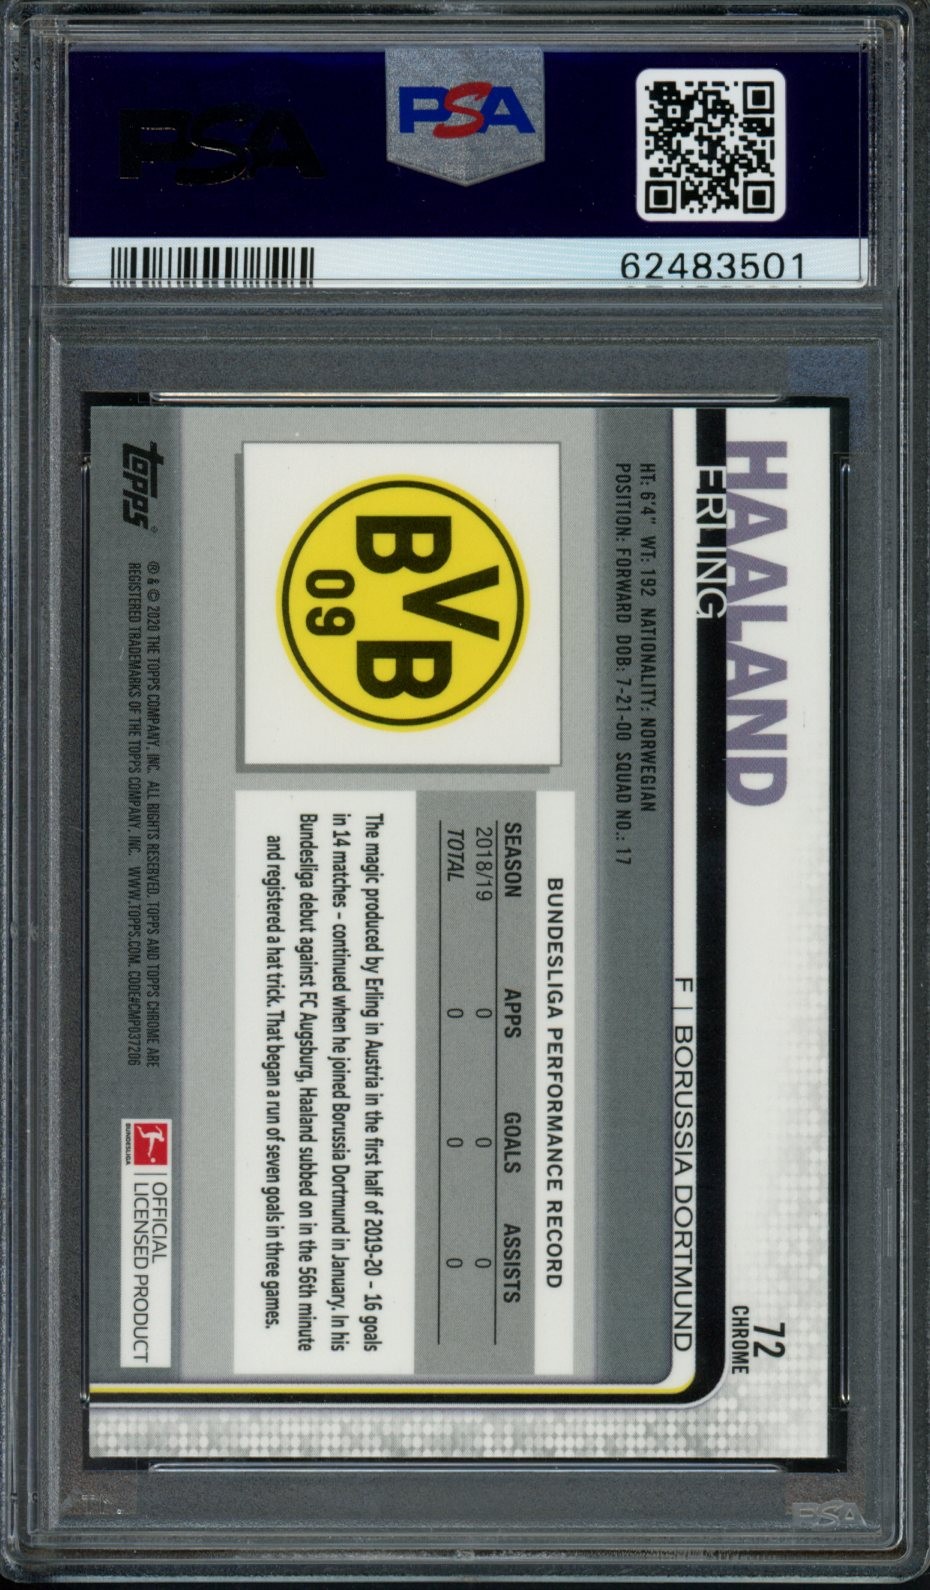 PSA
PSA
62483501
HAALAND
ERLING
72
CHROME
F | BORUSSIA DORTMUND
HT: 6'4" WT: 192 NATIONALITY: NORWEGIAN
POSITION: FORWARD DOB: 7-21-00 SQUAD NO.: 17
BVB
09
BUNDESLIGA PERFORMANCE RECORD
SEASON APPS GOALS ASSISTS
2018/19 0 0 0
TOTAL 0 0 0
The magic produced by Erling in Austria in the first half of 2019-20 – 16 goals
in 14 matches – continued when he joined Borussia Dortmund in January. In his
Bundesliga debut against FC Augsburg, Haaland subbed on in the 56th minute
and registered a hat trick. That began a run of seven goals in three games.
topps
® & © 2020 THE TOPPS COMPANY, INC. ALL RIGHTS RESERVED. TOPPS AND TOPPS CHROME ARE
REGISTERED TRADEMARKS OF THE TOPPS COMPANY, INC. WWW.TOPPS.COM. CODE#CMP037206
BUNDESLIGA
OFFICIAL
LICENSED PRODUCT
PSA